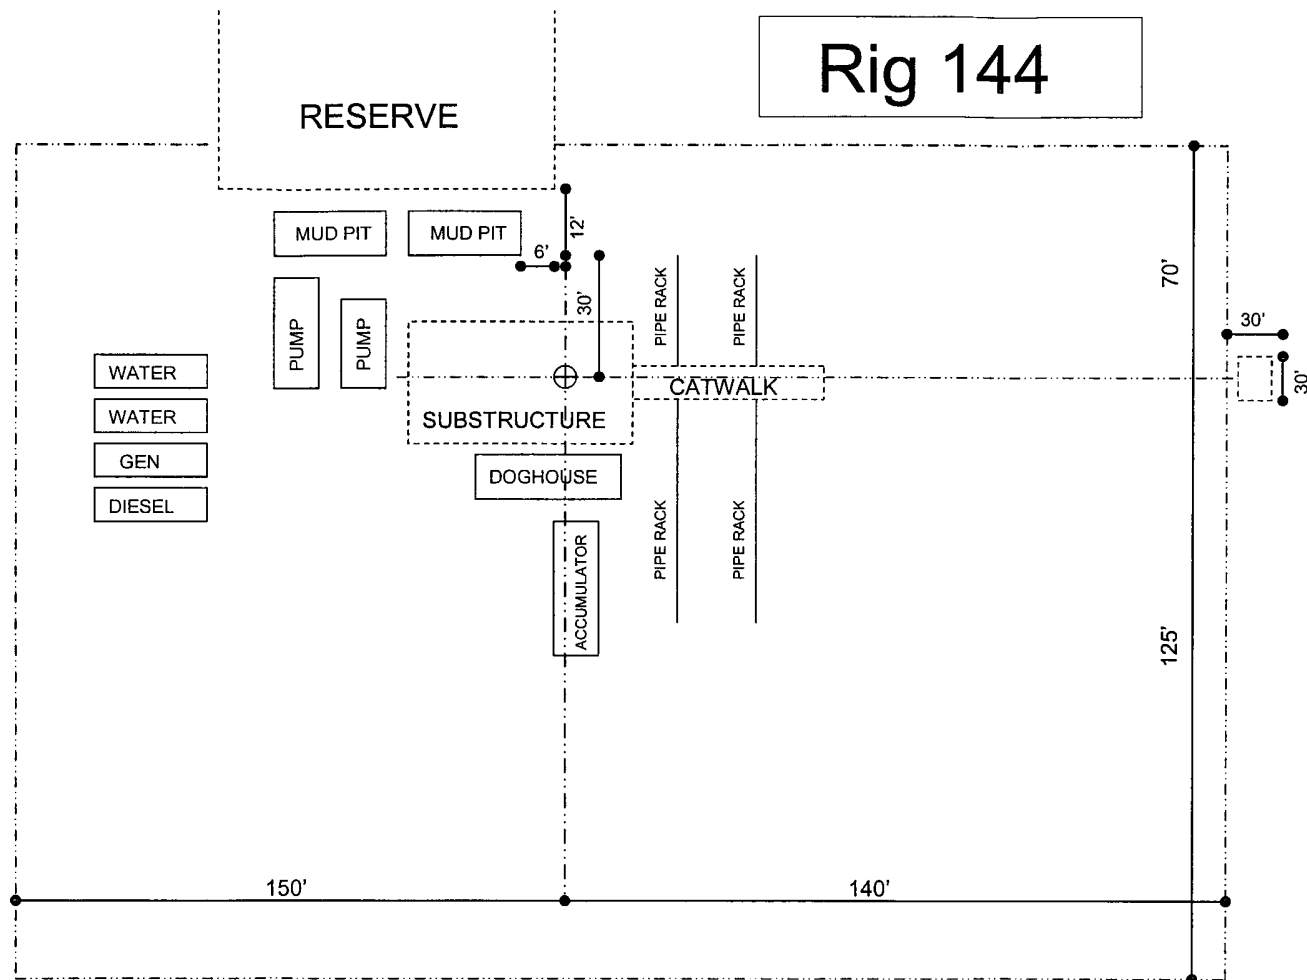 Rig 144
RESERVE
MUD PIT
MUD PIT
12'
6'
30'
70'
PUMP
PUMP
PIPE RACK
PIPE RACK
30'
30'
WATER
WATER
GEN
DIESEL
CATWALK
SUBSTRUCTURE
DOGHOUSE
ACCUMULATOR
PIPE RACK
PIPE RACK
125'
150'
140'